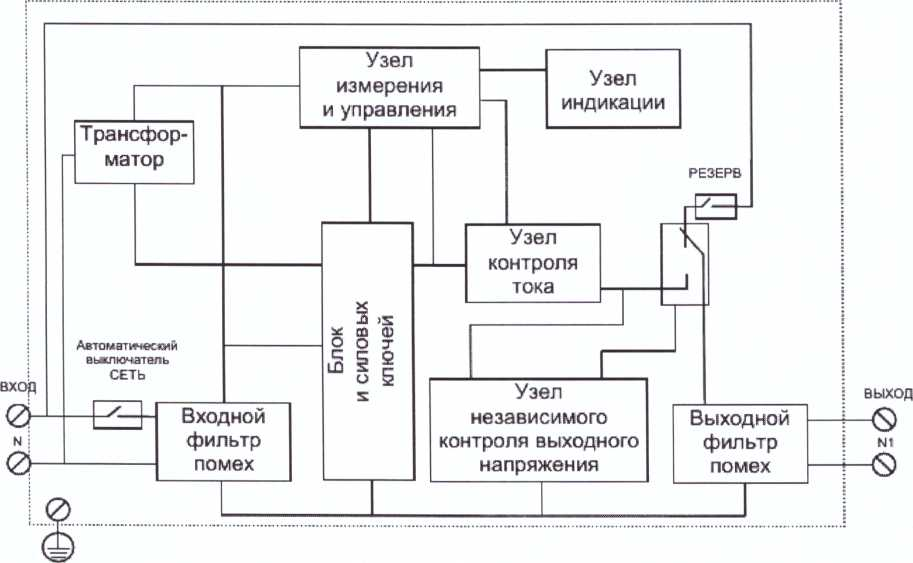 Узел
измерения
и управления
Узел
индикации
Трансфор-
матор
РЕЗЕРВ
Узел
контроля
тока
Блок
и силовых
ключей
Автоматический
выключатель
СЕТЬ
ВХОД
N
Входной
фильтр
помех
Узел
независимого
контроля выходного
напряжения
Выходной
фильтр
помех
ВЫХОД
N1